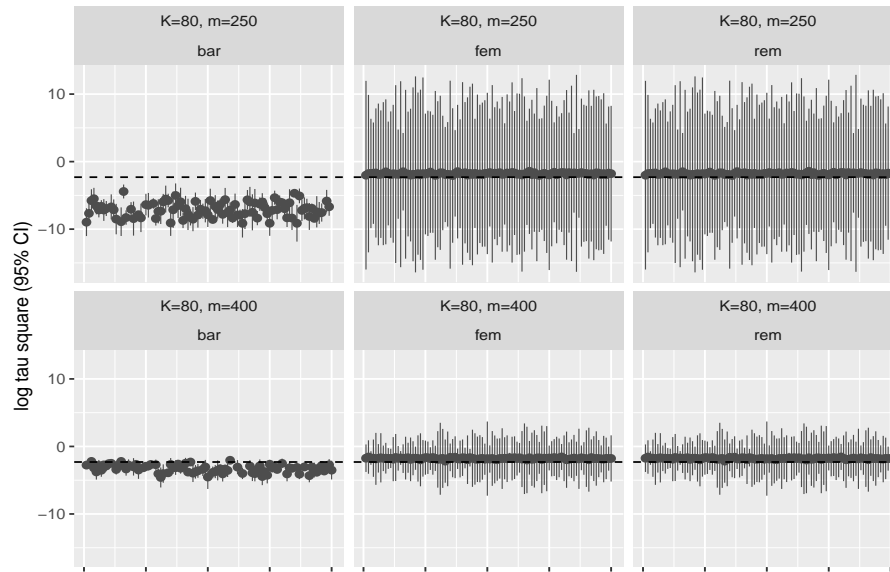 K=80, m=250
K=80, m=250
K=80, m=250
bar
fem
rem
10
0
−10
K=80, m=400
K=80, m=400
K=80, m=400
bar
fem
rem
10
0
−10
log tau square (95% CI)